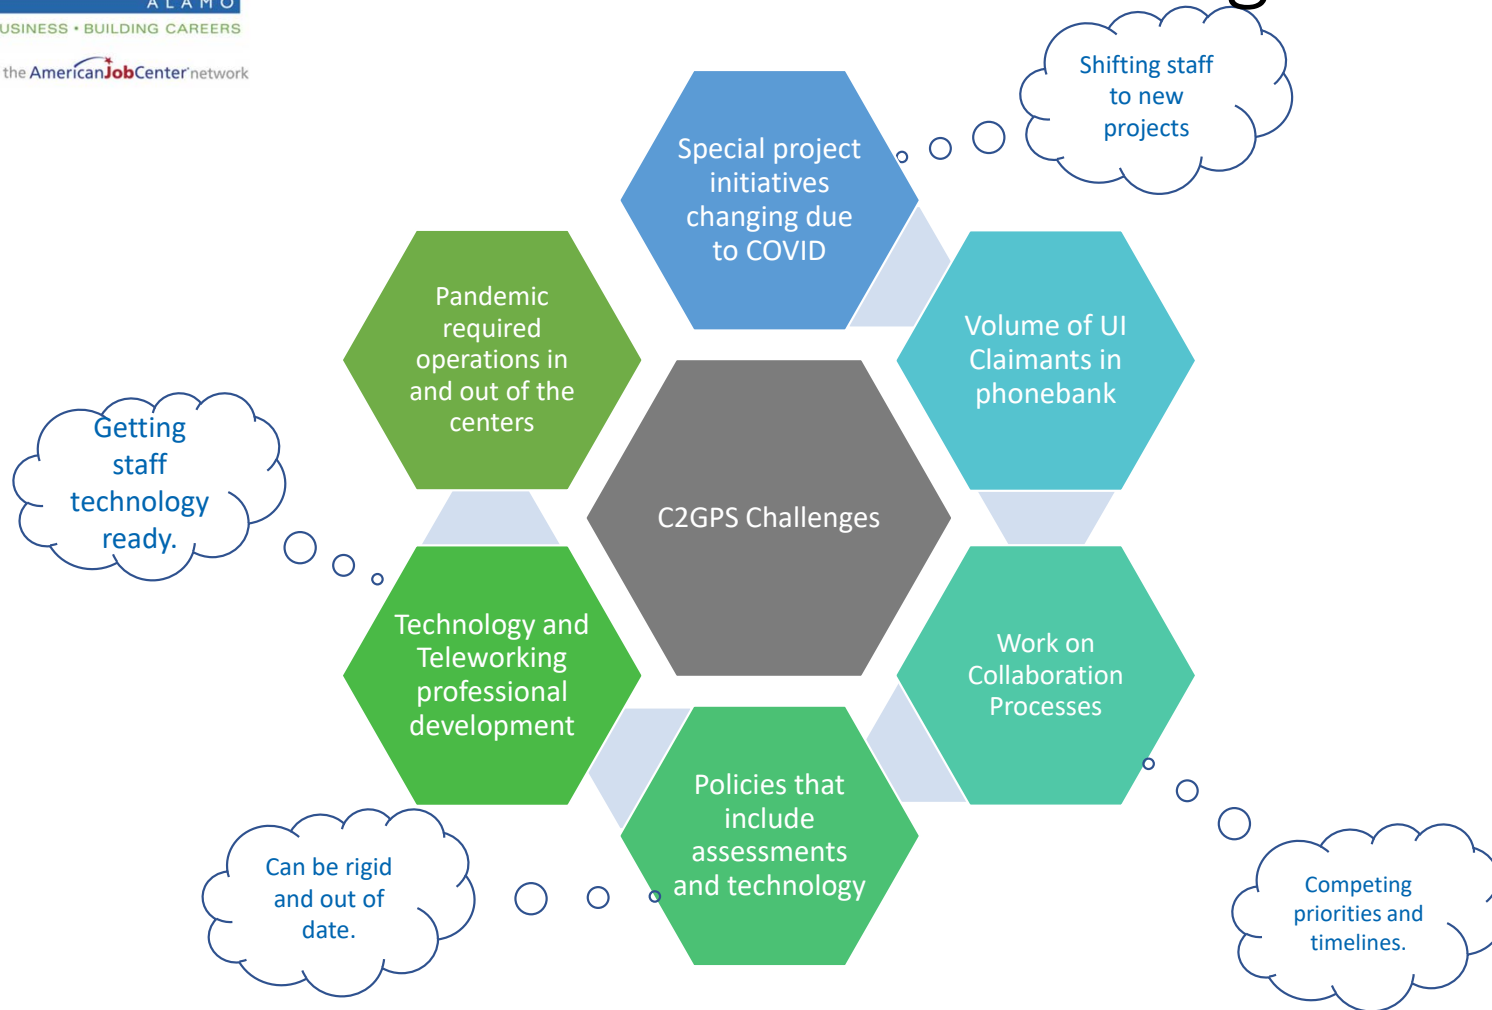 ALAMO
USINESS • BUILDING CAREERS
the AmericanJobCenter network
g
Shifting staff
to new
projects
Special project
initiatives
changing due
to COVID
Pandemic
required
operations in
and out of the
centers
Volume of UI
Claimants in
phonebank
Getting
staff
technology
ready.
C2GPS Challenges
Technology and
Teleworking
professional
development
Work on
Collaboration
Processes
Policies that
include
assessments
and technology
Can be rigid
and out of
date.
Competing
priorities and
timelines.